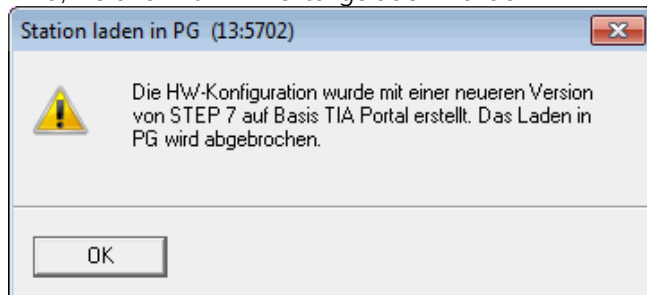 Station laden in PG (13:5702)
Die HW-Konfiguration wurde mit einer neueren Version
von STEP 7 auf Basis TIA Portal erstellt. Das Laden in
PG wird abgebrochen.
OK